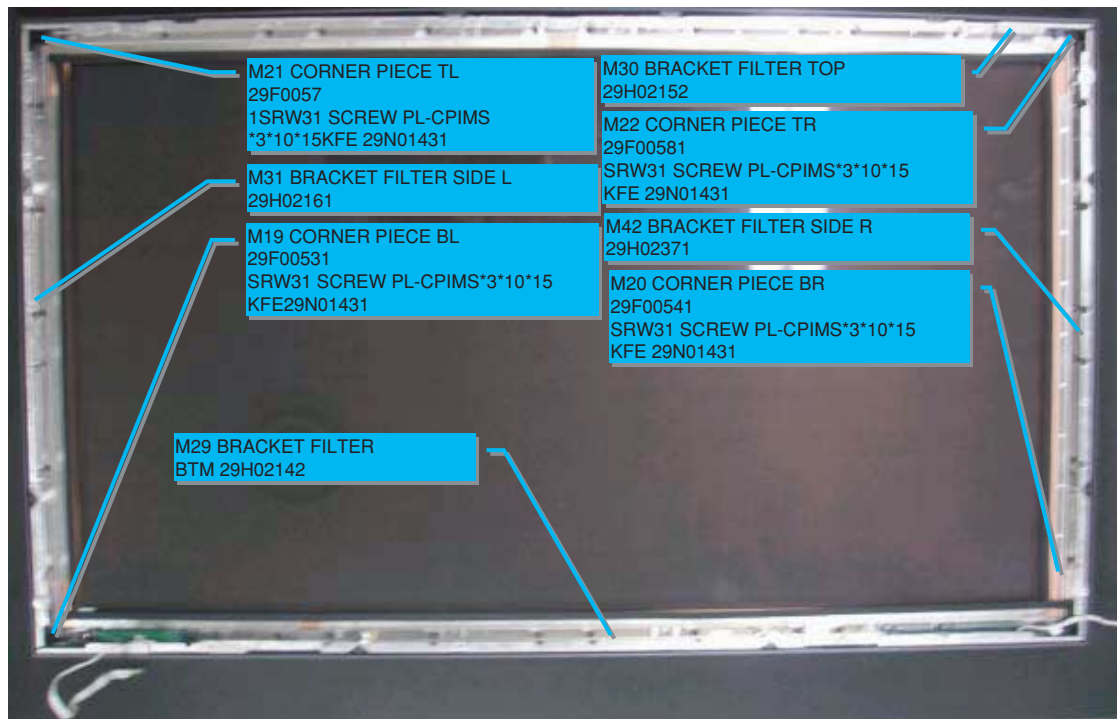 M21 CORNER PIECE TL
29F0057
1SRW31 SCREW PL-CPIMS
*3*10*15KFE 29N01431
M31 BRACKET FILTER SIDE L
29H02161
M19 CORNER PIECE BL
29F00531
SRW31 SCREW PL-CPIMS*3*10*15
KFE29N01431
M30 BRACKET FILTER TOP
29H02152
M22 CORNER PIECE TR
29F00581
SRW31 SCREW PL-CPIMS*3*10*15
KFE 29N01431
M42 BRACKET FILTER SIDE R
29H02371
M20 CORNER PIECE BR
29F00541
SRW31 SCREW PL-CPIMS*3*10*15
KFE 29N01431
M29 BRACKET FILTER
BTM 29H02142